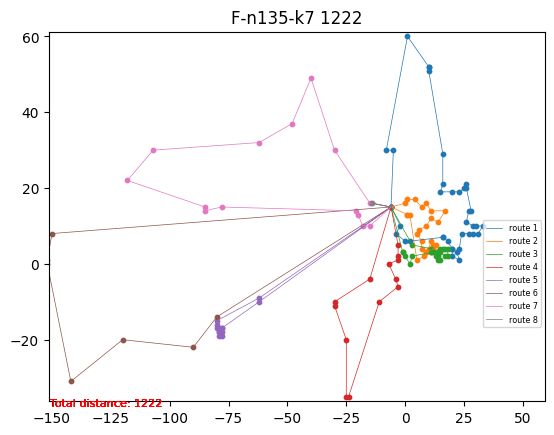 F-n135-k7 1222
60
40
20
0
−20
−150
−125
−100
−75
−50
−25
0
25
50
route 1
route 2
route 3
route 4
route 5
route 6
route 7
route 8
Total distance: 1222